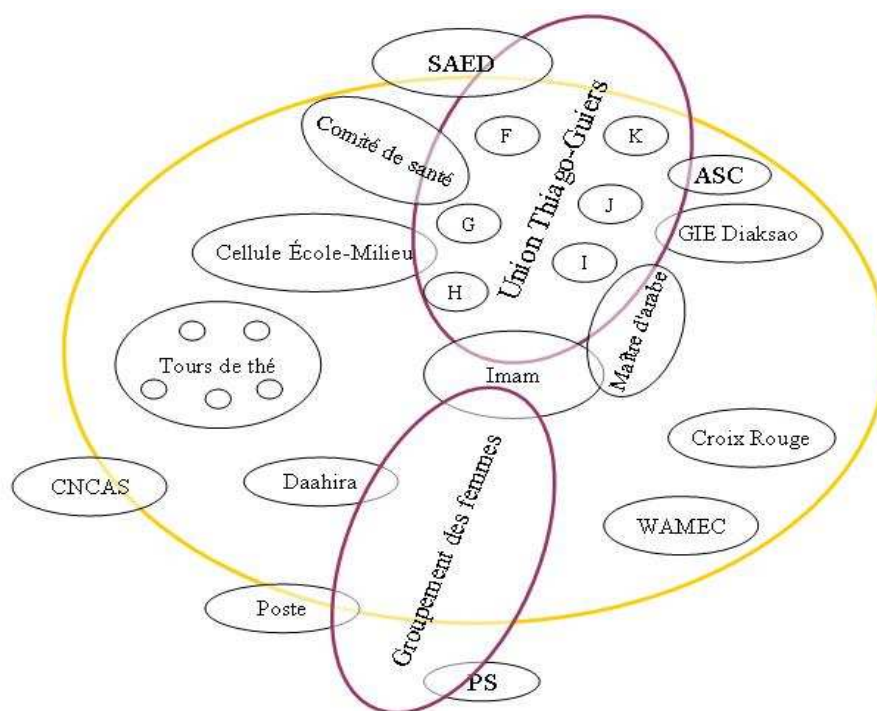 SAED
Comité de santé
F
K
Union Thiago-Guiers
ASC
J
G
GIE Diaksao
Cellule École-Milieu
I
H
Maître d'arabe
Tours de thé
Imam
Croix Rouge
CNCAS
Daahira
WAMEC
Groupement des femmes
Poste
PS